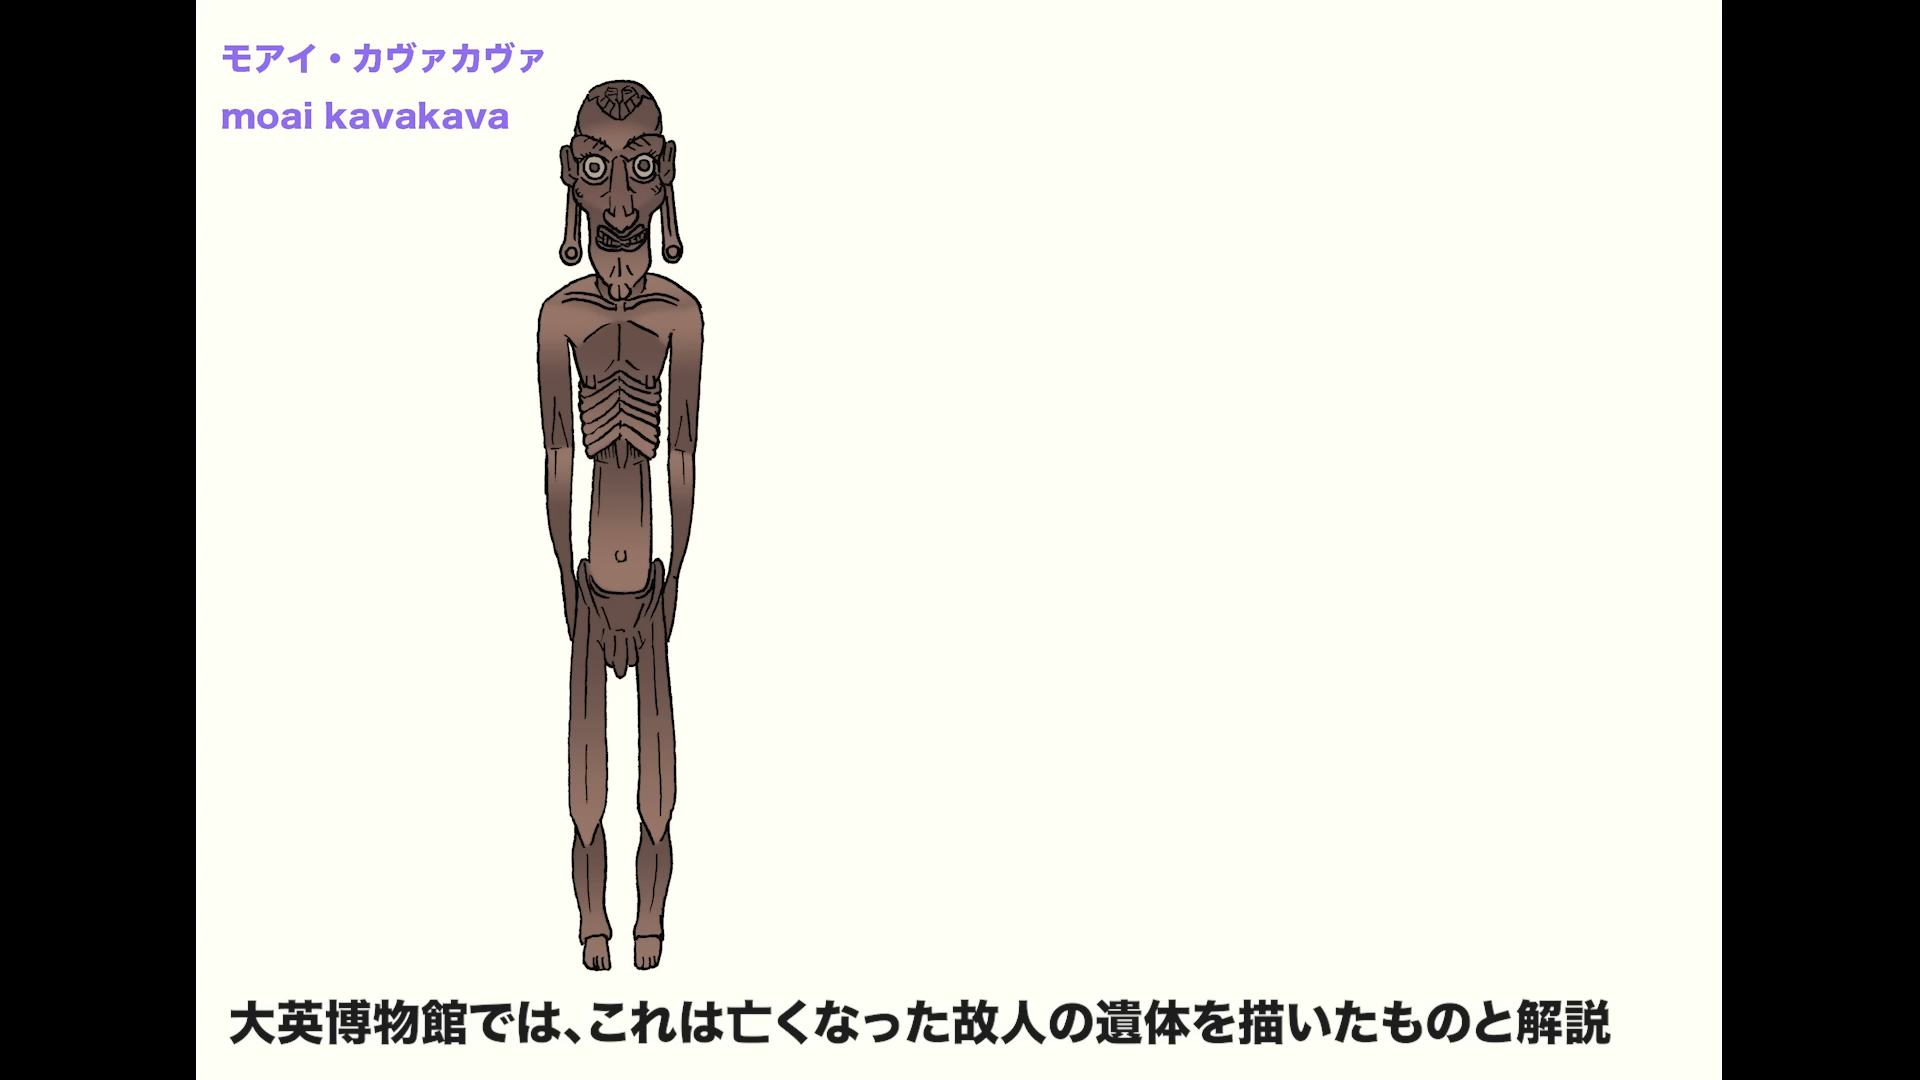 モアイ・カヴァカヴァ
moai kavakava
大英博物館では、これは亡くなった故人の遺体を描いたものと解説